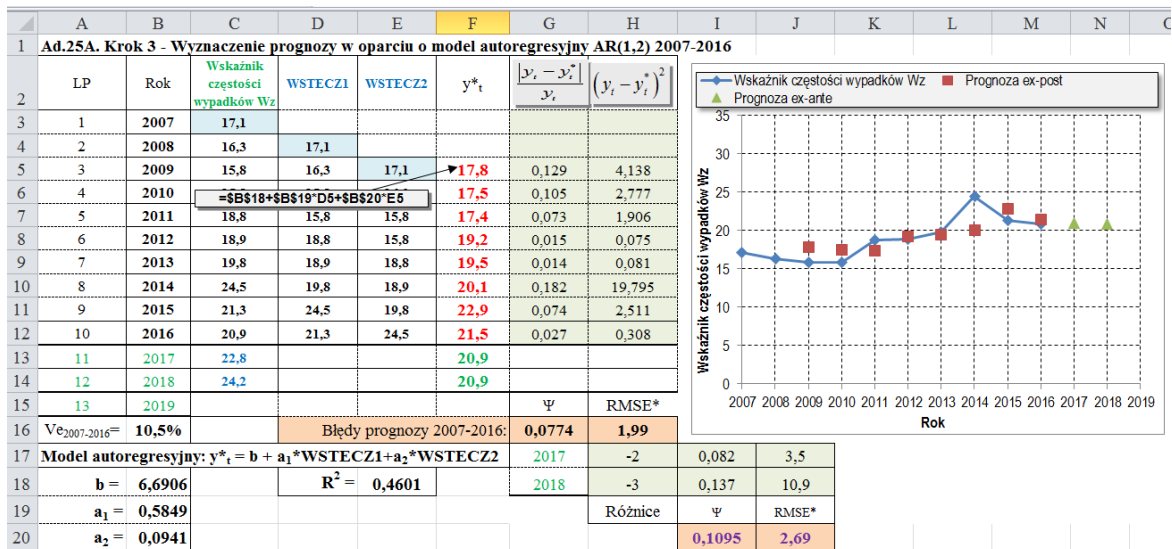 A B C D E F G H I J K L M N
1 Ad.25A. Krok 3 - Wyznaczenie prognozy w oparciu o model autoregresyjny AR(1,2) 2007-2016
2 LP Rok Wskaźnik częstości wypadków Wz WSTECZ1 WSTECZ2 y*t |yt − y*t| / yt (yt − y*t)²
3 1 2007 17,1
4 2 2008 16,3 17,1
5 3 2009 15,8 16,3 17,1 17,8 0,129 4,138
6 4 2010 17,5 0,105 2,777
=$B$18+$B$19*D5+$B$20*E5
7 5 2011 18,8 15,8 15,8 17,4 0,073 1,906
8 6 2012 18,9 18,8 15,8 19,2 0,015 0,075
9 7 2013 19,8 18,9 18,8 19,5 0,014 0,081
10 8 2014 24,5 19,8 18,9 20,1 0,182 19,795
11 9 2015 21,3 24,5 19,8 22,9 0,074 2,511
12 10 2016 20,9 21,3 24,5 21,5 0,027 0,308
13 11 2017 22,8 20,9
14 12 2018 24,2 20,9
15 13 2019 Ψ RMSE*
16 Ve2007-2016= 10,5% Błędy prognozy 2007-2016: 0,0774 1,99
17 Model autoregresyjny: y*t = b + a1*WSTECZ1+a2*WSTECZ2 2017 -2 0,082 3,5
18 b = 6,6906 R² = 0,4601 2018 -3 0,137 10,9
19 a1 = 0,5849 Różnice Ψ RMSE*
20 a2 = 0,0941 0,1095 2,69
Wskaźnik częstości wypadków Wz Prognoza ex-post
Prognoza ex-ante
35
30
25
20
15
10
5
0
Wskaźnik częstości wypadków Wz
2007 2008 2009 2010 2011 2012 2013 2014 2015 2016 2017 2018 2019
Rok